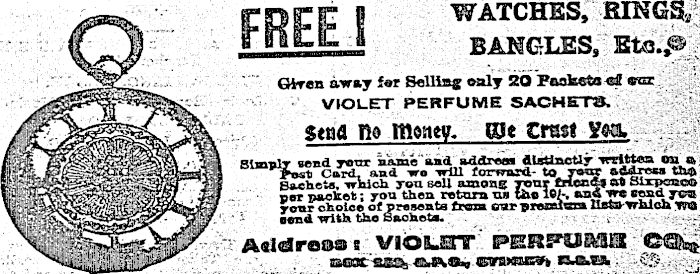 FREE!
WATCHES, RINGS,
BANGLES, Etc.,
Given away for Selling only 20 Packets of our
VIOLET PERFUME SACHETS.
Send No Money. We Trust You.
Simply send your name and address distinctly written on a
Post Card, and we will forward to your address the
Sachets, which you sell among your friends at Sixpence
per packet; you then return us the 10/-, and we send you
your choice of presents from our premium lists which we
send with the Sachets.
Address: VIOLET PERFUME CO.,
BOX G.P.O., SYDNEY, N.S.W.